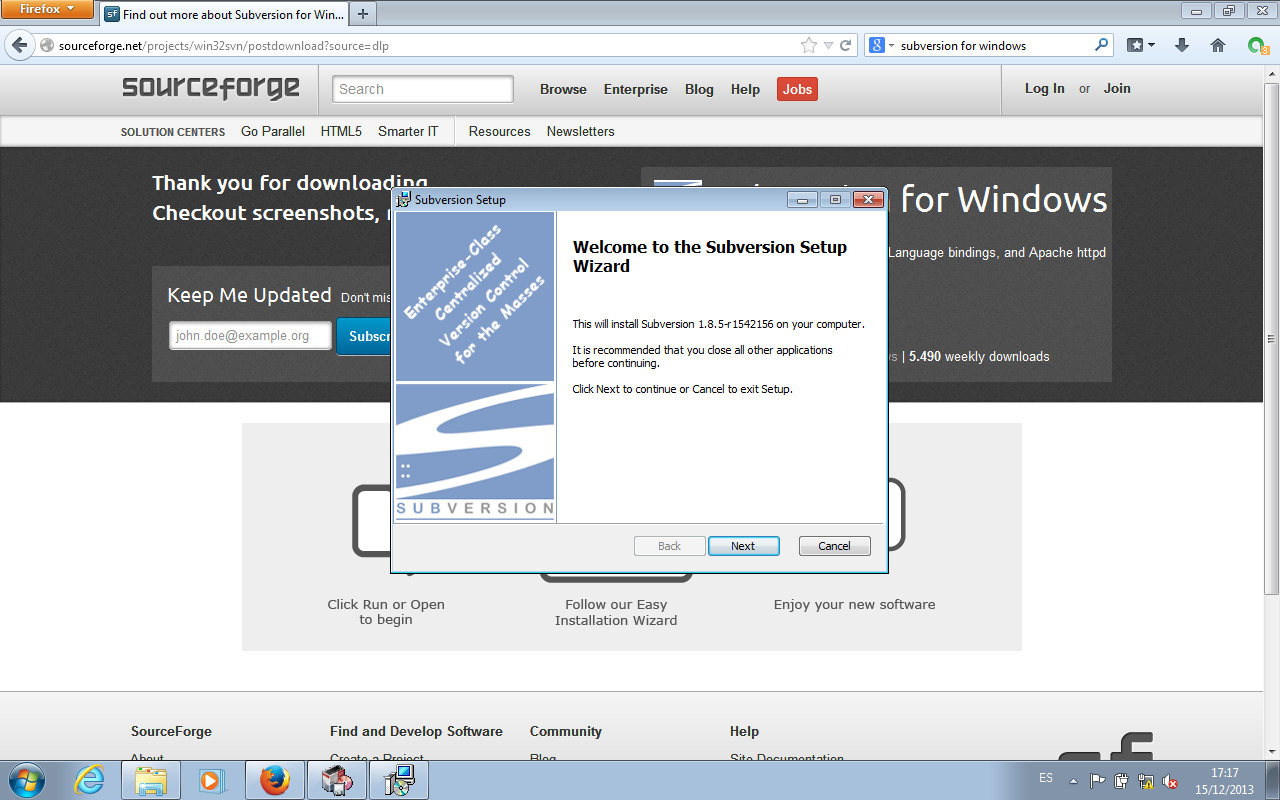 Firefox
Find out more about Subversion for Win...
sourceforge.net/projects/win32svn/postdownload?source=dlp
subversion for windows
3
sourceforge
Search
Browse
Enterprise
Blog
Help
Jobs
Log In or Join
SOLUTION CENTERS
Go Parallel
HTML5
Smarter IT
Resources
Newsletters
Thank you for downloading
Checkout screenshots,
for Windows
Language bindings, and Apache httpd
Keep Me Updated
Don't mis
john.doe@example.org
Subscr
| 5.490 weekly downloads
Subversion Setup
Enterprise-Class
Centralized
Version Control
for the Masses
SUBVERSION
Welcome to the Subversion Setup
Wizard
This will install Subversion 1.8.5-r1542156 on your computer.
It is recommended that you close all other applications
before continuing.
Click Next to continue or Cancel to exit Setup.
Back
Next
Cancel
Click Run or Open
to begin
Follow our Easy
Installation Wizard
Enjoy your new software
SourceForge
Find and Develop Software
Community
Help
About
Create a Project
Blog
Site Documentation
sf
ES
17:17
15/12/2013